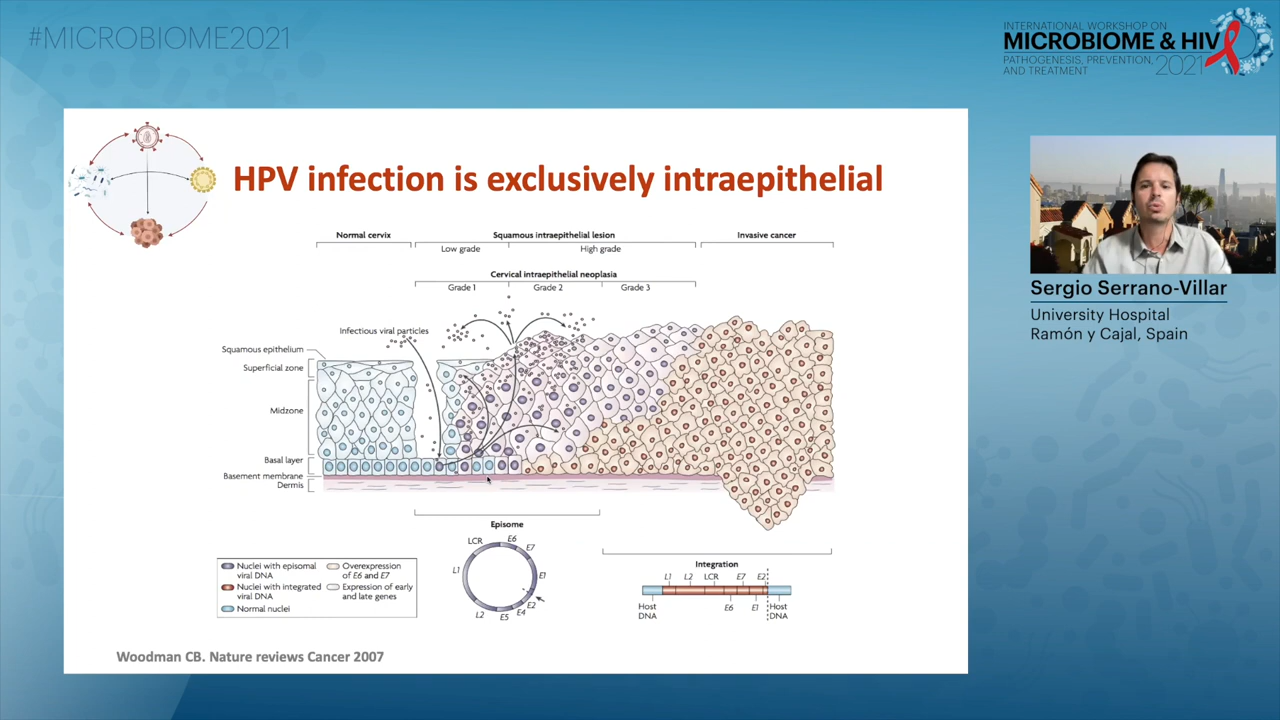 #MICROBIOME2021
INTERNATIONAL WORKSHOP ON
MICROBIOME & HIV
PATHOGENESIS, PREVENTION,
AND TREATMENT
2021
HPV infection is exclusively intraepithelial
Normal cervix
Squamous intraepithelial lesion
Invasive cancer
Low grade
High grade
Cervical intraepithelial neoplasia
Grade 1
Grade 2
Grade 3
Infectious viral particles
Squamous epithelium
Superficial zone
Midzone
Basal layer
Basement membrane
Dermis
Episome
LCR
E6
E7
L1
E1
E2
L2
E5
E4
Integration
L1
L2
LCR
E7
E2
Host
DNA
E6
E1
Host
DNA
Nuclei with episomal
viral DNA
Nuclei with integrated
viral DNA
Normal nuclei
Overexpression
of E6 and E7
Expression of early
and late genes
Woodman CB. Nature reviews Cancer 2007
Sergio Serrano-Villar
University Hospital
Ramón y Cajal, Spain